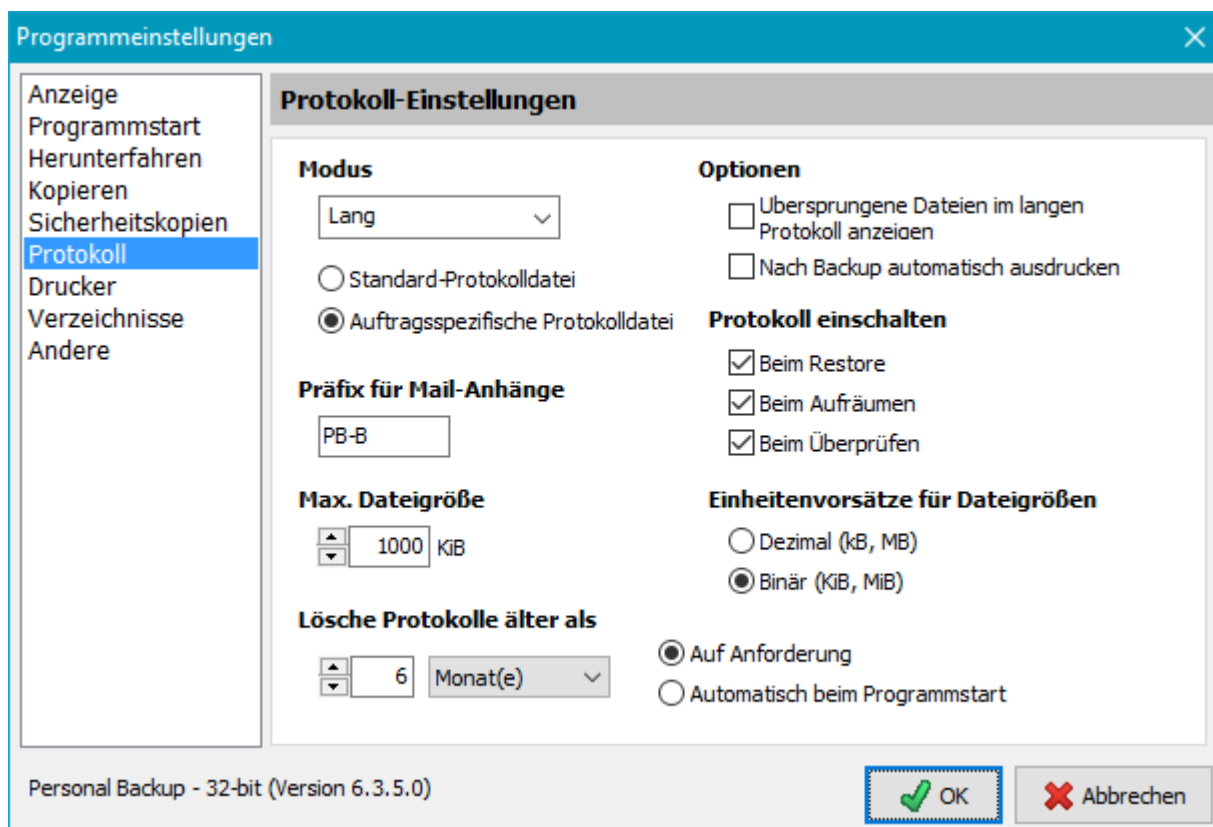 Programmeinstellungen
Anzeige
Programmstart
Herunterfahren
Kopieren
Sicherheitskopien
Protokoll
Drucker
Verzeichnisse
Andere
Protokoll-Einstellungen
Modus
Lang
Standard-Protokolldatei
Auftragsspezifische Protokolldatei
Präfix für Mail-Anhänge
PB-B
Max. Dateigröße
1000 KiB
Lösche Protokolle älter als
6 Monat(e)
Auf Anforderung
Automatisch beim Programmstart
Optionen
Übersprungene Dateien im langen
Protokoll anzeigen
Nach Backup automatisch ausdrucken
Protokoll einschalten
Beim Restore
Beim Aufräumen
Beim Überprüfen
Einheitenvorsätze für Dateigrößen
Dezimal (kB, MB)
Binär (KiB, MiB)
Personal Backup - 32-bit (Version 6.3.5.0)
OK
Abbrechen